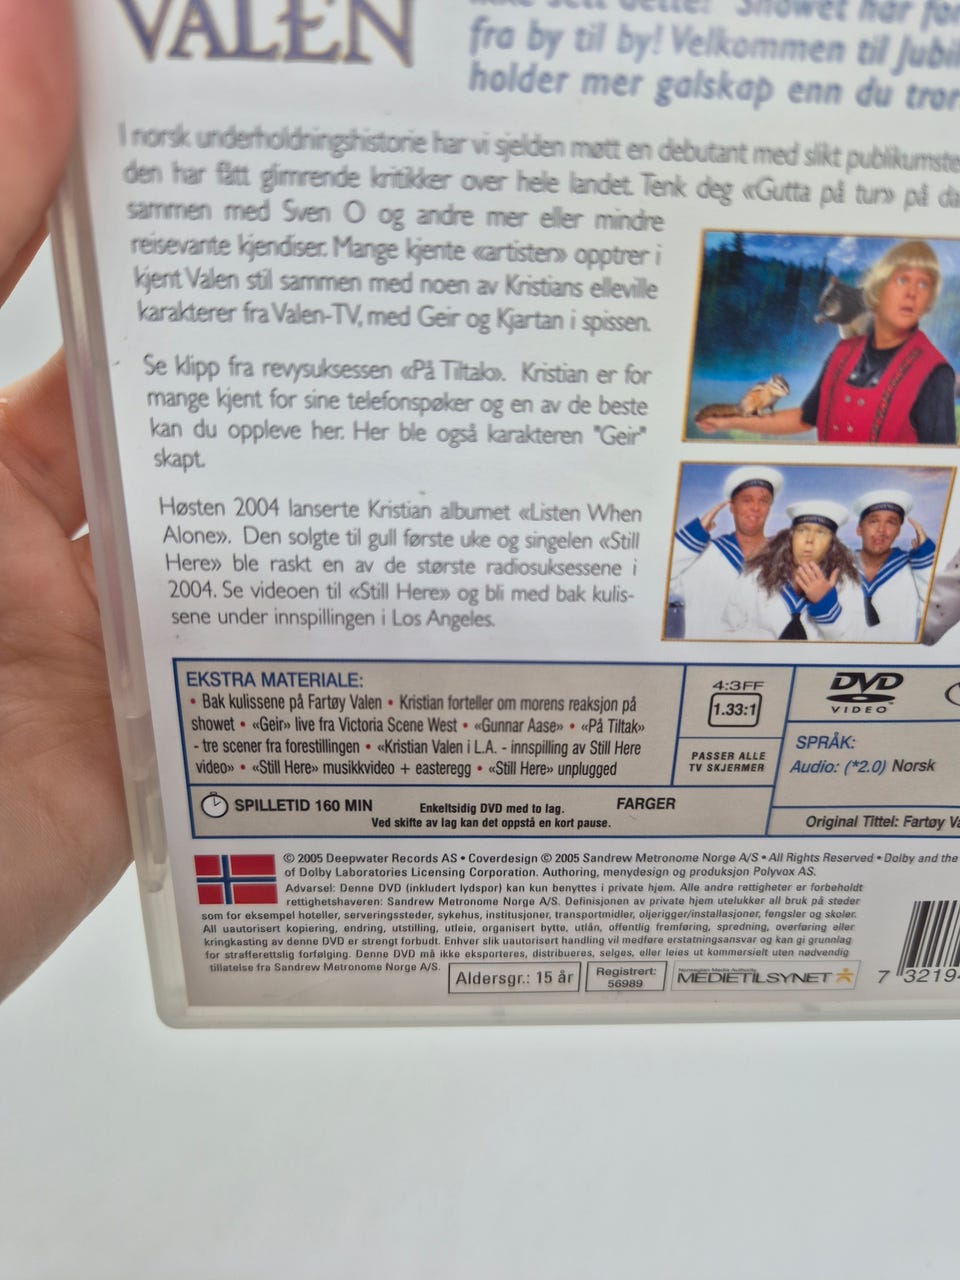 VALEN
ikke sett dette! Showet har
fra by til by! Velkommen til
holder mer galskap enn du tror
I norsk underholdningshistorie har vi sjelden møtt en debutant med slikt
den har fått glimrende kritikker over hele landet. Tenk deg «Gutta på tur» på
sammen med Sven O og andre mer eller mindre
reisevante kjendiser. Mange kjente «artister» opptrer i
kjent Valen stil sammen med noen av Kristians elleville
karakterer fra Valen-TV, med Geir og Kjartan i spissen.
Se klipp fra revysuksessen «På Tiltak». Kristian er for
mange kjent for sine telefonspøker og en av de beste
kan du oppleve her. Her ble også karakteren "Geir"
skapt.
Høsten 2004 lanserte Kristian albumet «Listen When
Alone». Den solgte til gull første uke og singelen «Still
Here» ble raskt en av de største radiosuksessene i
2004. Se videoen til «Still Here» og bli med bak kulis-
sene under innspillingen i Los Angeles.
EKSTRA MATERIALE:
• Bak kulissene på Fartøy Valen • Kristian forteller om morens reaksjon på
showet • «Geir» live fra Victoria Scene West • «Gunnar Aase» • «På Tiltak»
- tre scener fra forestillingen • «Kristian Valen i L.A. - innspilling av Still Here
video» • «Still Here» musikkvideo + easteregg • «Still Here» unplugged
4:3FF
1.33:1
PASSER ALLE
TV SKJERMER
DVD
VIDEO
SPRÅK:
Audio: (*2.0) Norsk
SPILLETID 160 MIN
Enkeltsidig DVD med to lag.
Ved skifte av lag kan det oppstå en kort pause.
FARGER
Original Tittel: Fartøy
© 2005 Deepwater Records AS • Coverdesign © 2005 Sandrew Metronome Norge A/S • All Rights Reserved • Dolby and the
of Dolby Laboratories Licensing Corporation. Authoring, menydesign og produksjon Polyvox AS.
Advarsel: Denne DVD (inkludert lydspor) kan kun benyttes i private hjem. Alle andre rettigheter er forbeholdt
rettighetshaveren: Sandrew Metronome Norge A/S. Definisjonen av private hjem utelukker all bruk på steder
som for eksempel hoteller, serveringssteder, sykehus, institusjoner, transportmidler, oljerigger/installasjoner, fengsler og skoler.
All uautorisert kopiering, endring, utstilling, utleie, organisert bytte, utlån, offentlig fremføring, spredning, overføring eller
kringkasting av denne DVD er strengt forbudt. Enhver slik uautorisert handling vil medføre erstatningsansvar og kan gi grunnlag
for strafferettslig forfølging. Denne DVD må ikke eksporteres, distribueres, selges, eller leies ut kommersielt uten nødvendig
tillatelse fra Sandrew Metronome Norge A/S.
Aldersgr.: 15 år
Registrert:
56989
Norwegian Media Authority
MEDIETILSYNET
7 32194